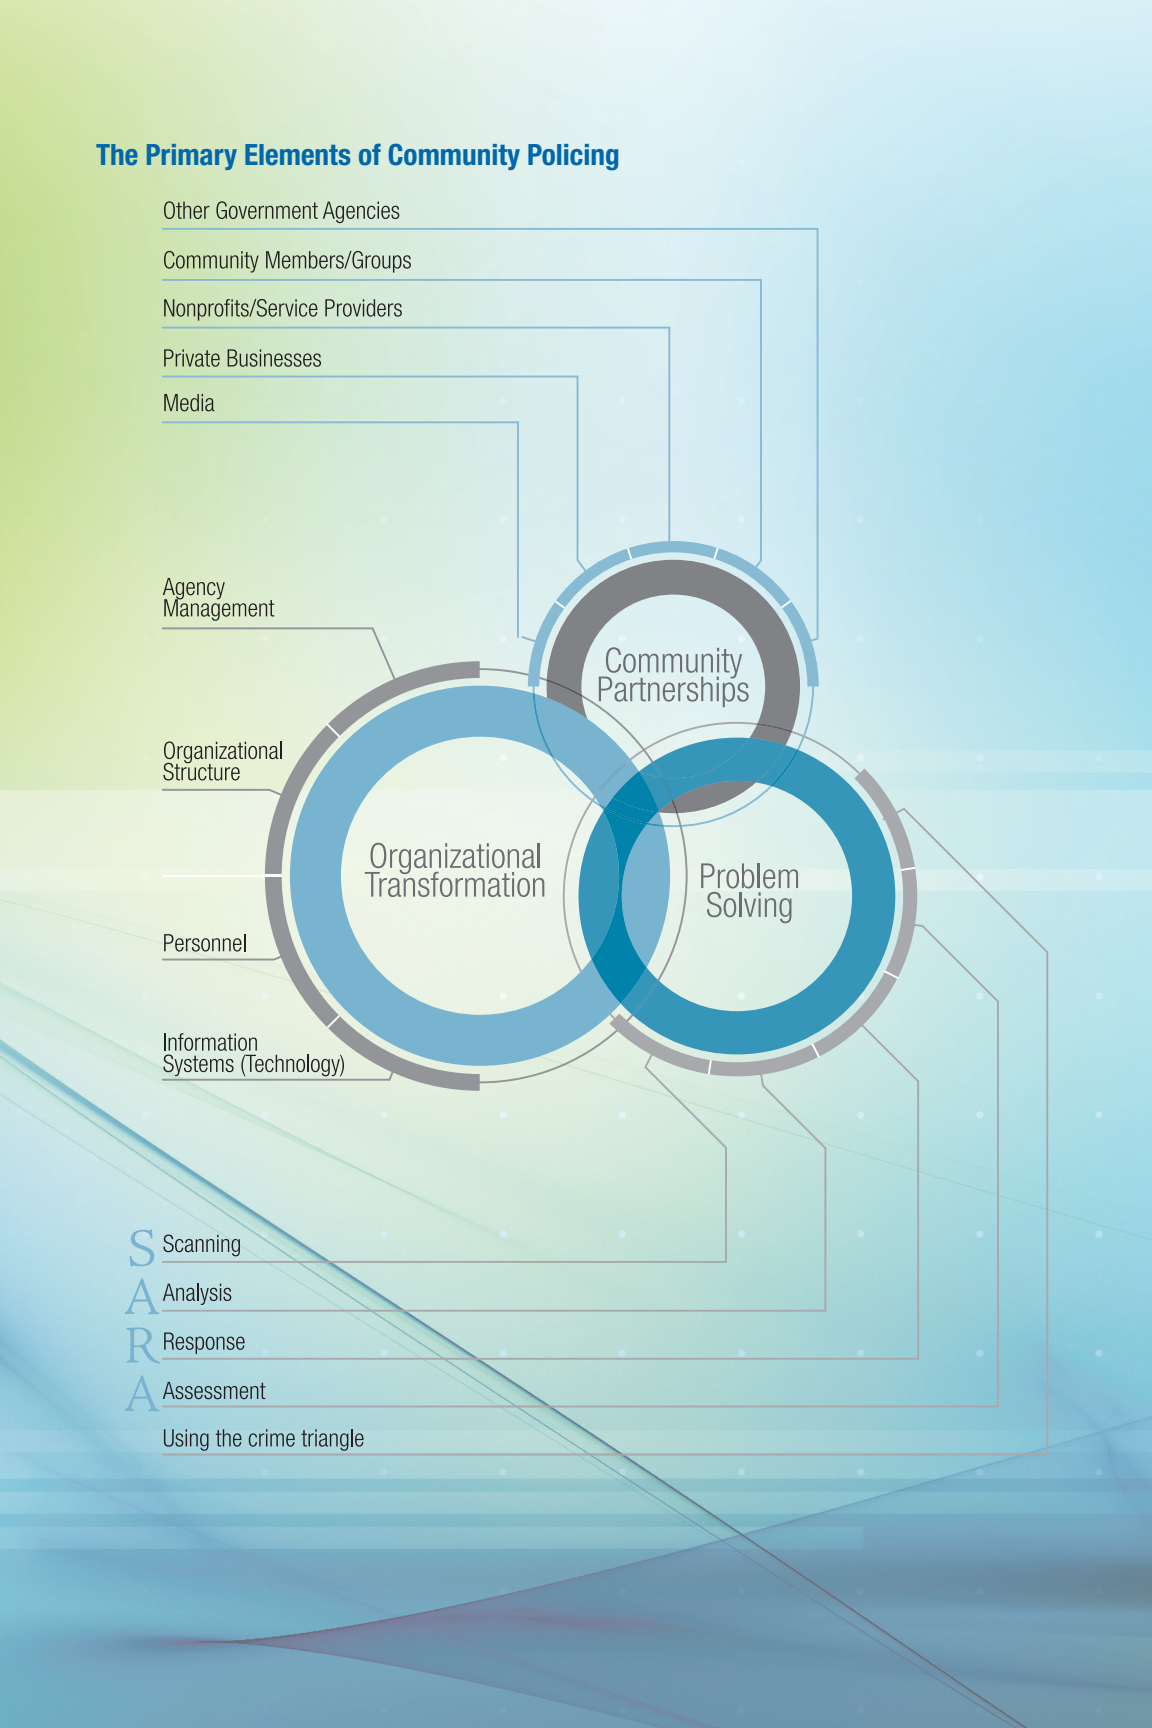 The Primary Elements of Community Policing
Other Government Agencies
Community Members/Groups
Nonprofits/Service Providers
Private Businesses
Media
Agency
Management
Community
Partnerships
Organizational
Structure
Organizational
Transformation
Problem
Solving
Personnel
Information
Systems (Technology)
S Scanning
A Analysis
R Response
A Assessment
Using the crime triangle